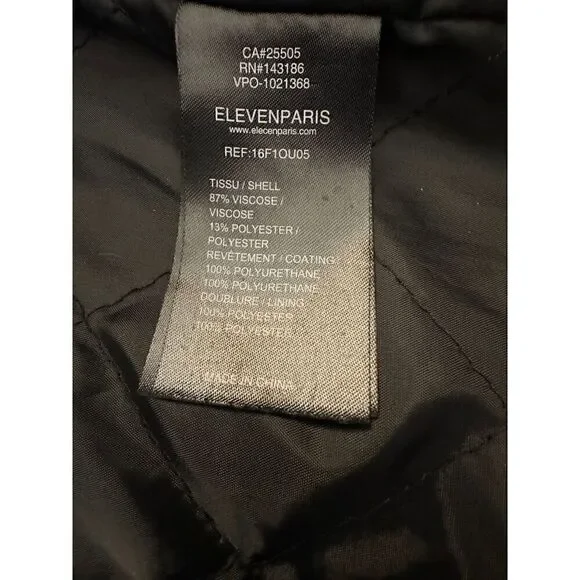 CA#25505
RN#143186
VPO-1021368
ELEVENPARIS
www.elecenparis.com
REF:16F1OU05
TISSU / SHELL
87% VISCOSE /
VISCOSE
13% POLYESTER /
POLYESTER
REVÊTEMENT / COATING
100% POLYURETHANE
100% POLYURETHANE
DOUBLURE / LINING
100% POLYESTER
100% POLYESTER
MADE IN CHINA